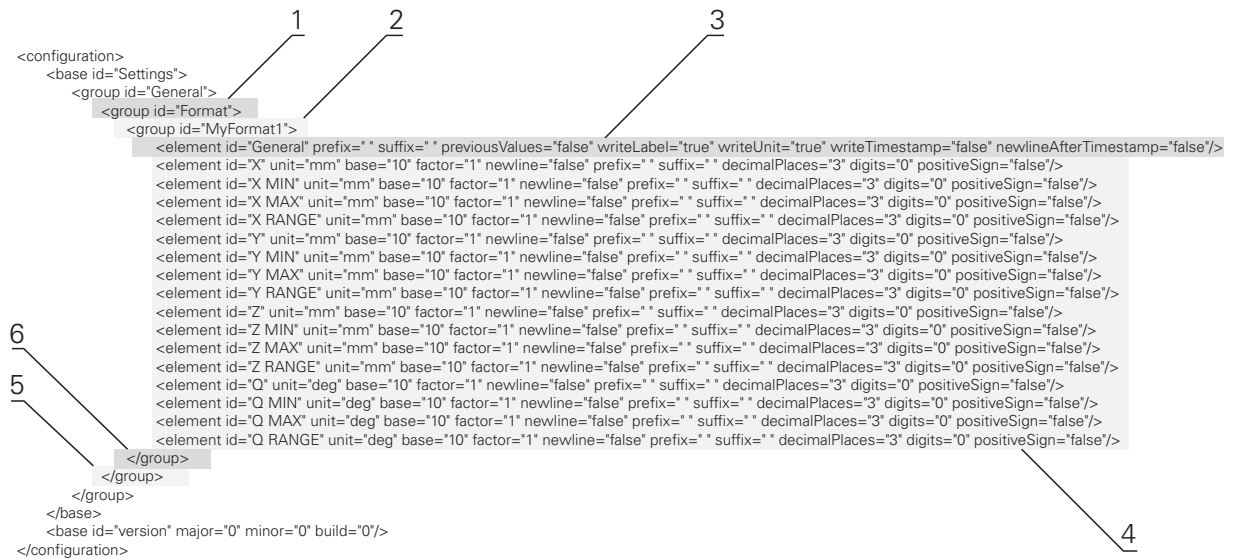 1 2 3
<configuration>
<base id="Settings">
<group id="General">
<group id="Format">
<group id="MyFormat1">
<element id="General" prefix=" " suffix=" " previousValues="false" writeLabel="true" writeUnit="true" writeTimestamp="false" newlineAfterTimestamp="false"/>
<element id="X" unit="mm" base="10" factor="1" newline="false" prefix=" " suffix=" " decimalPlaces="3" digits="0" positiveSign="false"/>
<element id="X MIN" unit="mm" base="10" factor="1" newline="false" prefix=" " suffix=" " decimalPlaces="3" digits="0" positiveSign="false"/>
<element id="X MAX" unit="mm" base="10" factor="1" newline="false" prefix=" " suffix=" " decimalPlaces="3" digits="0" positiveSign="false"/>
<element id="X RANGE" unit="mm" base="10" factor="1" newline="false" prefix=" " suffix=" " decimalPlaces="3" digits="0" positiveSign="false"/>
<element id="Y" unit="mm" base="10" factor="1" newline="false" prefix=" " suffix=" " decimalPlaces="3" digits="0" positiveSign="false"/>
<element id="Y MIN" unit="mm" base="10" factor="1" newline="false" prefix=" " suffix=" " decimalPlaces="3" digits="0" positiveSign="false"/>
<element id="Y MAX" unit="mm" base="10" factor="1" newline="false" prefix=" " suffix=" " decimalPlaces="3" digits="0" positiveSign="false"/>
<element id="Y RANGE" unit="mm" base="10" factor="1" newline="false" prefix=" " suffix=" " decimalPlaces="3" digits="0" positiveSign="false"/>
<element id="Z" unit="mm" base="10" factor="1" newline="false" prefix=" " suffix=" " decimalPlaces="3" digits="0" positiveSign="false"/>
<element id="Z MIN" unit="mm" base="10" factor="1" newline="false" prefix=" " suffix=" " decimalPlaces="3" digits="0" positiveSign="false"/>
<element id="Z MAX" unit="mm" base="10" factor="1" newline="false" prefix=" " suffix=" " decimalPlaces="3" digits="0" positiveSign="false"/>
<element id="Z RANGE" unit="mm" base="10" factor="1" newline="false" prefix=" " suffix=" " decimalPlaces="3" digits="0" positiveSign="false"/>
<element id="Q" unit="deg" base="10" factor="1" newline="false" prefix=" " suffix=" " decimalPlaces="3" digits="0" positiveSign="false"/>
<element id="Q MIN" unit="deg" base="10" factor="1" newline="false" prefix=" " suffix=" " decimalPlaces="3" digits="0" positiveSign="false"/>
<element id="Q MAX" unit="deg" base="10" factor="1" newline="false" prefix=" " suffix=" " decimalPlaces="3" digits="0" positiveSign="false"/>
<element id="Q RANGE" unit="deg" base="10" factor="1" newline="false" prefix=" " suffix=" " decimalPlaces="3" digits="0" positiveSign="false"/>
6
5
</group>
</group>
</group>
</base>
<base id="version" major="0" minor="0" build="0"/>
4
</configuration>